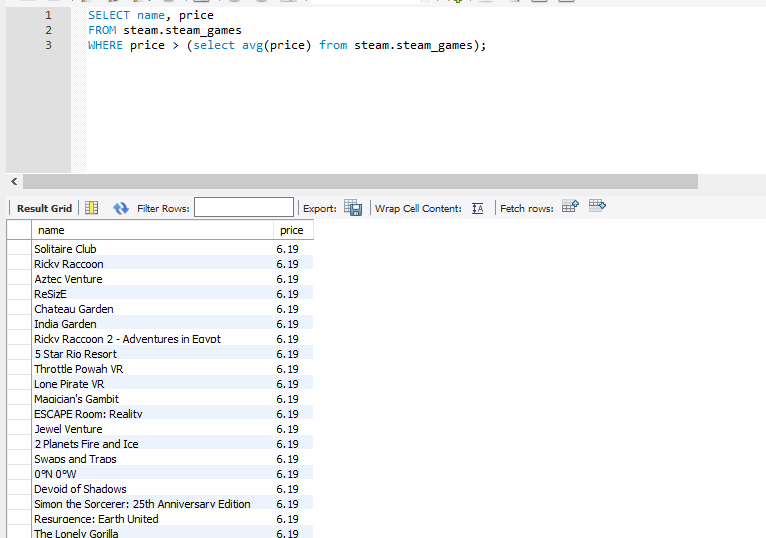 1 SELECT name, price
2 FROM steam.steam_games
3 WHERE price > (select avg(price) from steam.steam_games);
Result Grid Filter Rows: Export: Wrap Cell Content: Fetch rows:
name price
Solitaire Club 6.19
Ricky Raccoon 6.19
Aztec Venture 6.19
ReSizE 6.19
Chateau Garden 6.19
India Garden 6.19
Ricky Raccoon 2 - Adventures in Egypt 6.19
5 Star Rio Resort 6.19
Throttle Powah VR 6.19
Lone Pirate VR 6.19
Magician's Gambit 6.19
ESCAPE Room: Reality 6.19
Jewel Venture 6.19
2 Planets Fire and Ice 6.19
Swaps and Traps 6.19
0°N 0°W 6.19
Devoid of Shadows 6.19
Simon the Sorcerer: 25th Anniversary Edition 6.19
Resurgence: Earth United 6.19
The Lonely Gorilla 6.19